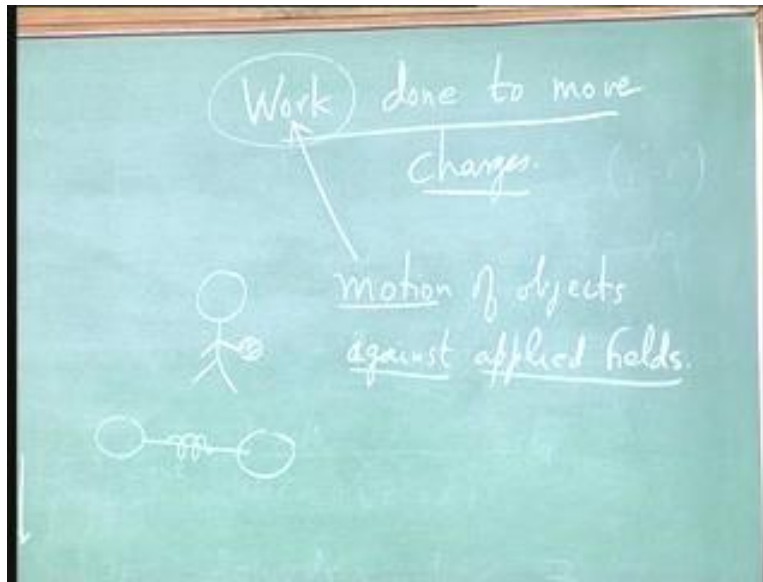 Work done to move
charges.
motion of objects
against applied fields.